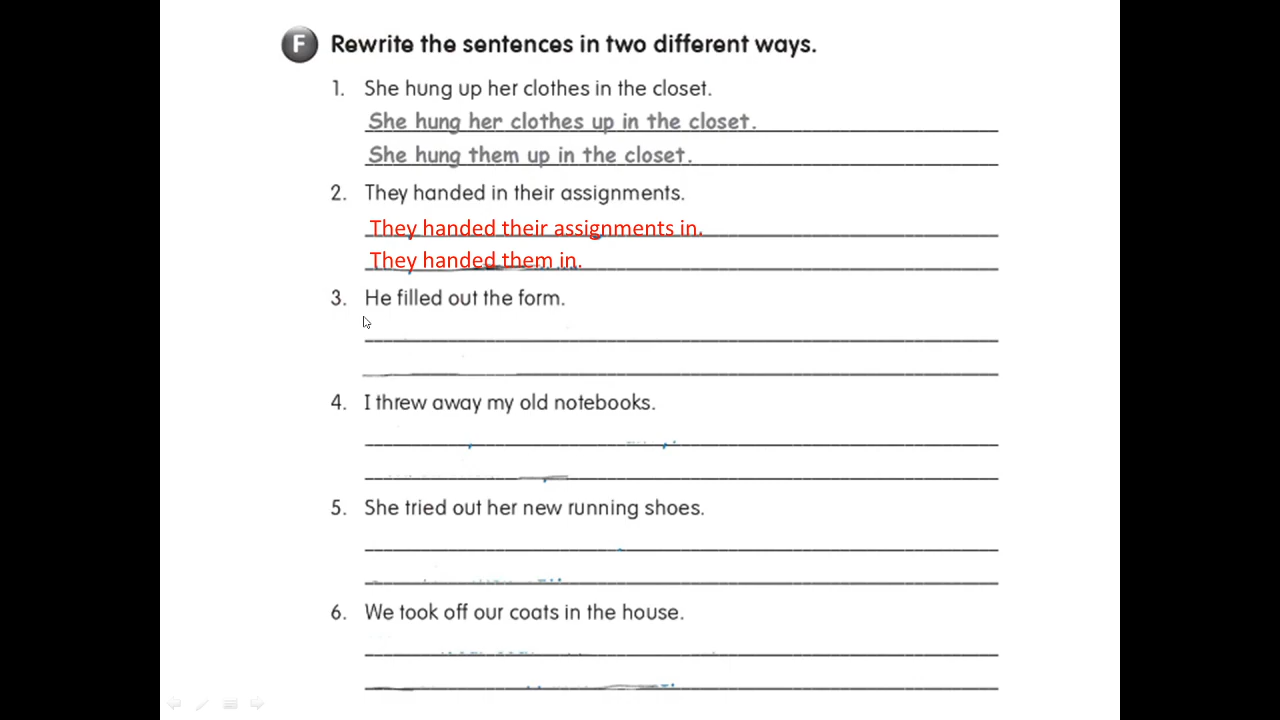 F Rewrite the sentences in two different ways.
1. She hung up her clothes in the closet.
She hung her clothes up in the closet.
She hung them up in the closet.
2. They handed in their assignments.
They handed their assignments in.
They handed them in.
3. He filled out the form.
4. I threw away my old notebooks.
5. She tried out her new running shoes.
6. We took off our coats in the house.